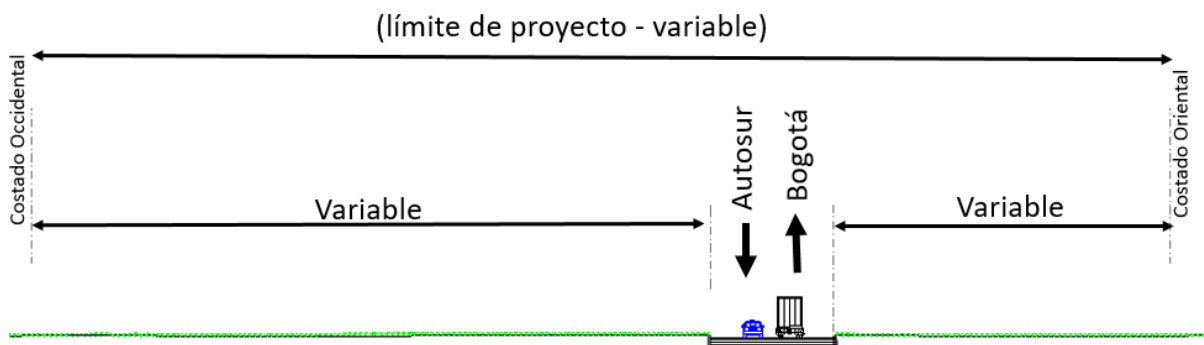 (límite de proyecto - variable)
Costado Occidental
Costado Oriental
Autosur
Bogotá
Variable
Variable